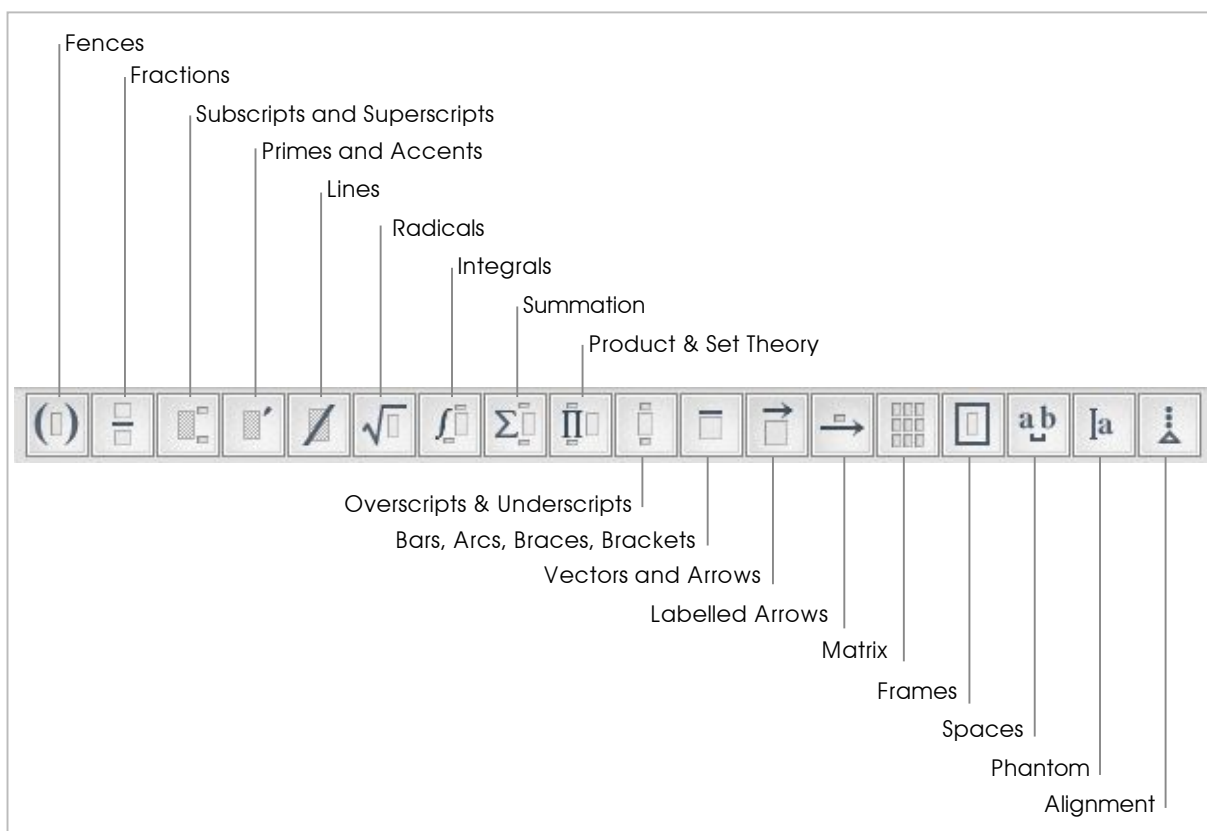 Fences
Fractions
Subscripts and Superscripts
Primes and Accents
Lines
Radicals
Integrals
Summation
Product & Set Theory
a b
a
Overscripts & Underscripts
Bars, Arcs, Braces, Brackets
Vectors and Arrows
Labelled Arrows
Matrix
Frames
Spaces
Phantom
Alignment